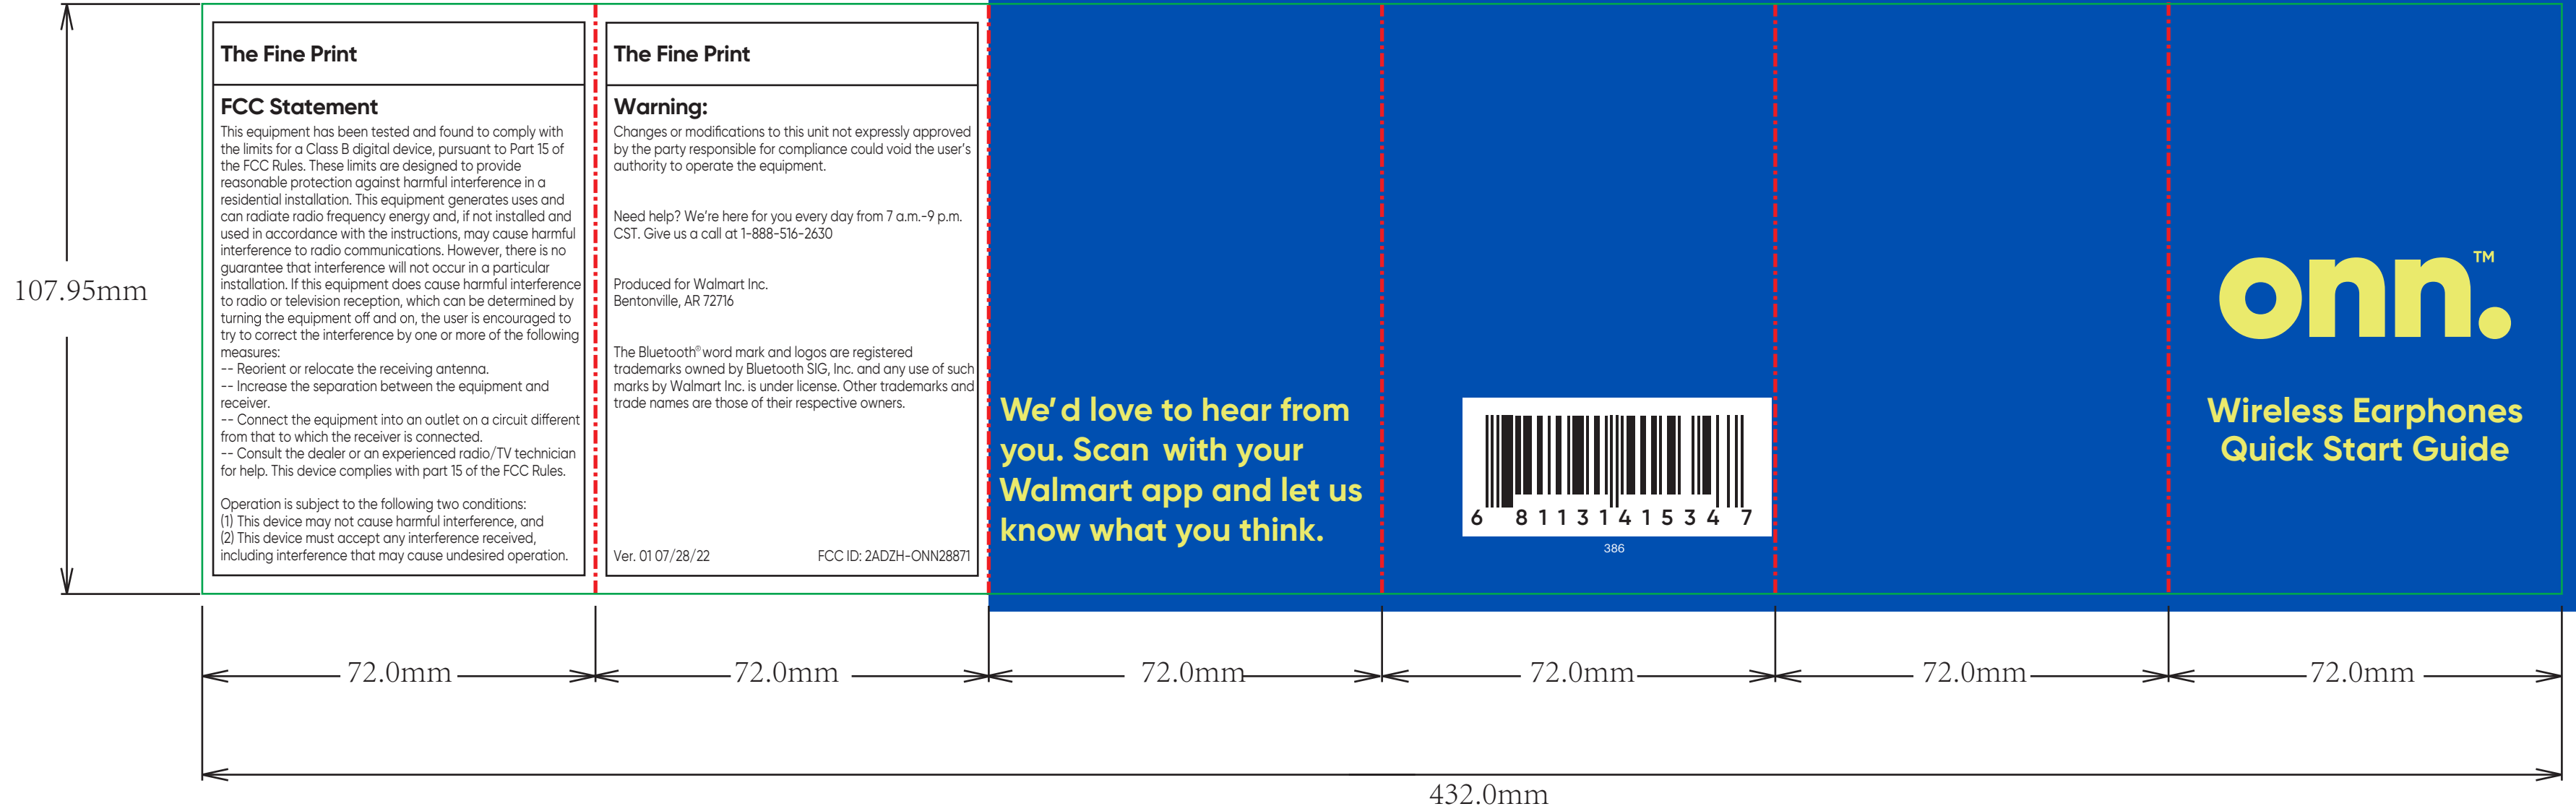 107.95mm
The Fine Print
FCC Statement
This equipment has been tested and found to comply with
the limits for a Class B digital device, pursuant to Part 15 of
the FCC Rules. These limits are designed to provide
reasonable protection against harmful interference in a
residential installation. This equipment generates uses and
can radiate radio frequency energy and, if not installed and
used in accordance with the instructions, may cause harmful
interference to radio communications. However, there is no
guarantee that interference will not occur in a particular
installation. If this equipment does cause harmful interference
to radio or television reception, which can be determined by
turning the equipment off and on, the user is encouraged to
try to correct the interference by one or more of the following
measures:
-- Reorient or relocate the receiving antenna.
-- Increase the separation between the equipment and
receiver.
-- Connect the equipment into an outlet on a circuit different
from that to which the receiver is connected.
-- Consult the dealer or an experienced radio/TV technician
for help. This device complies with part 15 of the FCC Rules.
Operation is subject to the following two conditions:
(1) This device may not cause harmful interference, and
(2) This device must accept any interference received,
including interference that may cause undesired operation.
The Fine Print
Warning:
Changes or modifications to this unit not expressly approved
by the party responsible for compliance could void the user's
authority to operate the equipment.
Need help? We're here for you every day from 7 a.m.-9 p.m.
CST. Give us a call at 1-888-516-2630
Produced for Walmart Inc.
Bentonville, AR 72716
The Bluetooth® word mark and logos are registered
trademarks owned by Bluetooth SIG, Inc. and any use of such
marks by Walmart Inc. is under license. Other trademarks and
trade names are those of their respective owners.
Ver. 01 07/28/22 FCC ID: 2ADZH-ONN28871
We'd love to hear from
you. Scan with your
Walmart app and let us
know what you think.
6 81131 41534 7
386
onn.™
Wireless Earphones
Quick Start Guide
72.0mm 72.0mm 72.0mm 72.0mm 72.0mm 72.0mm
432.0mm